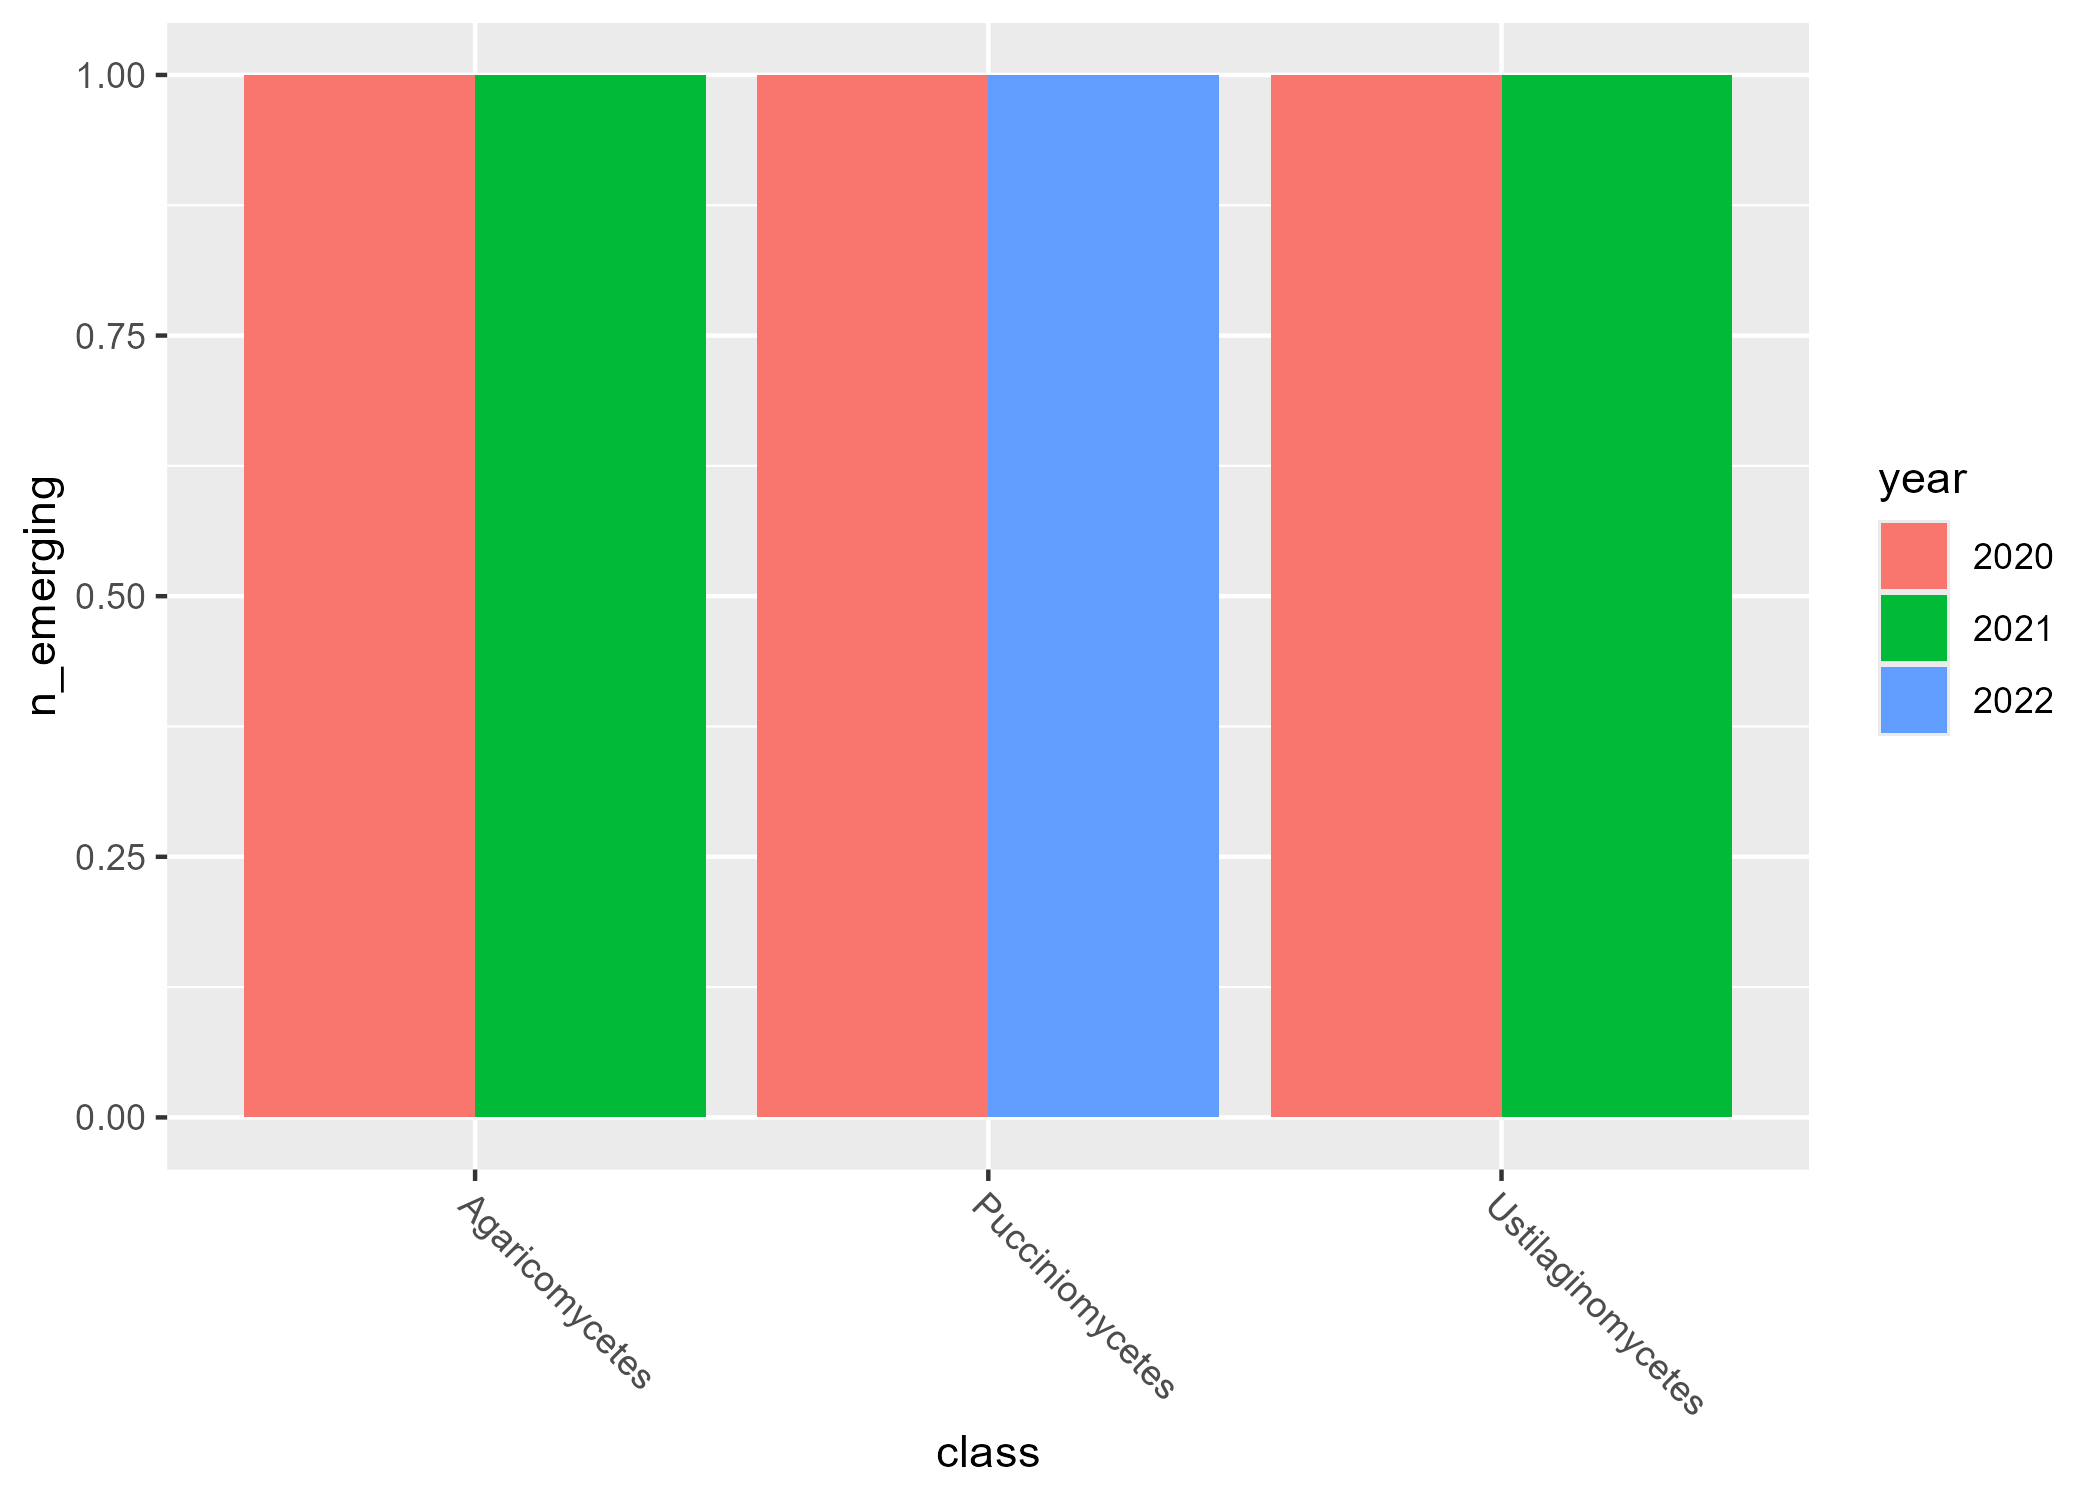 1.00
0.75
0.50
0.25
0.00
n_emerging
Agaricomycetes
Pucciniomycetes
Ustilaginomycetes
class
year
2020
2021
2022